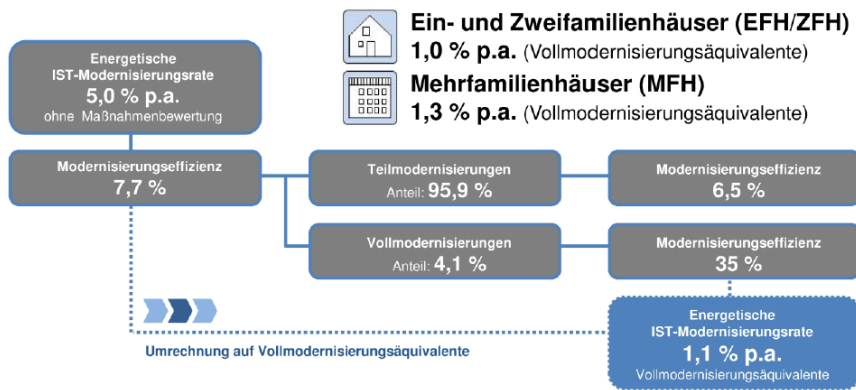 Ein- und Zweifamilienhäuser (EFH/ZFH)
1,0 % p.a. (Vollmodernisierungsäquivalente)
Mehrfamilienhäuser (MFH)
1,3 % p.a. (Vollmodernisierungsäquivalente)
Energetische
IST-Modernisierungsrate
5,0 % p.a.
ohne Maßnahmenbewertung
Modernisierungseffizienz
7,7 %
Teilmodernisierungen
Anteil: 95,9 %
Modernisierungseffizienz
6,5 %
Vollmodernisierungen
Anteil: 4,1 %
Modernisierungseffizienz
35 %
Umrechnung auf Vollmodernisierungsäquivalente
Energetische
IST-Modernisierungsrate
1,1 % p.a.
Vollmodernisierungsäquivalente